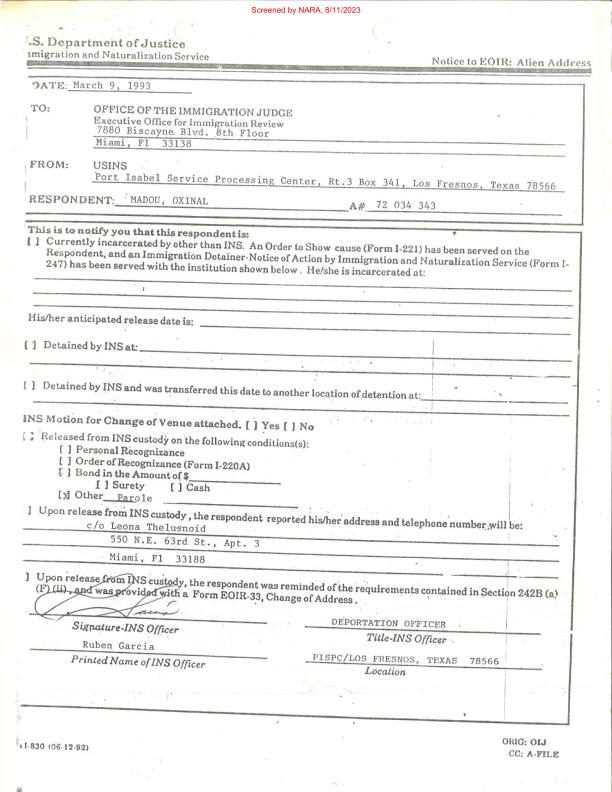 Screened by NARA, 8/11/2023
.S. Department of Justice
mmigration and Naturalization Service
Notice to EOIR: Alien Address
DATE: March 9, 1993
TO: OFFICE OF THE IMMIGRATION JUDGE
Executive Office for Immigration Review
7880 Biscayne Blvd. 8th Floor
Miami, Fl 33138
FROM: USINS
Port Isabel Service Processing Center, Rt.3 Box 341, Los Fresnos, Texas 78566
RESPONDENT: MADOU, OXINAL A# 72 034 343
This is to notify you that this respondent is:
[ ] Currently incarcerated by other than INS. An Order to Show cause (Form I-221) has been served on the
Respondent, and an Immigration Detainer-Notice of Action by Immigration and Naturalization Service (Form I-
247) has been served with the institution shown below. He/she is incarcerated at:
His/her anticipated release date is:
[ ] Detained by INS at:
[ ] Detained by INS and was transferred this date to another location of detention at:
INS Motion for Change of Venue attached. [ ] Yes [ ] No
[ ] Released from INS custody on the following conditions(s):
[ ] Personal Recognizance
[ ] Order of Recognizance (Form I-220A)
[ ] Bond in the Amount of $
[ ] Surety [ ] Cash
[x] Other Parole
] Upon release from INS custody, the respondent reported his/her address and telephone number will be:
c/o Leona Thelusnoid
550 N.E. 63rd St., Apt. 3
Miami, Fl 33188
] Upon release from INS custody, the respondent was reminded of the requirements contained in Section 242B (a)
(F) (ii), and was provided with a Form EOIR-33, Change of Address.
Signature-INS Officer
DEPORTATION OFFICER
Title-INS Officer
Ruben Garcia
Printed Name of INS Officer
PISPC/LOS FRESNOS, TEXAS 78566
Location
I-830 (06-12-92)
ORIG: OIJ
CC: A-FILE